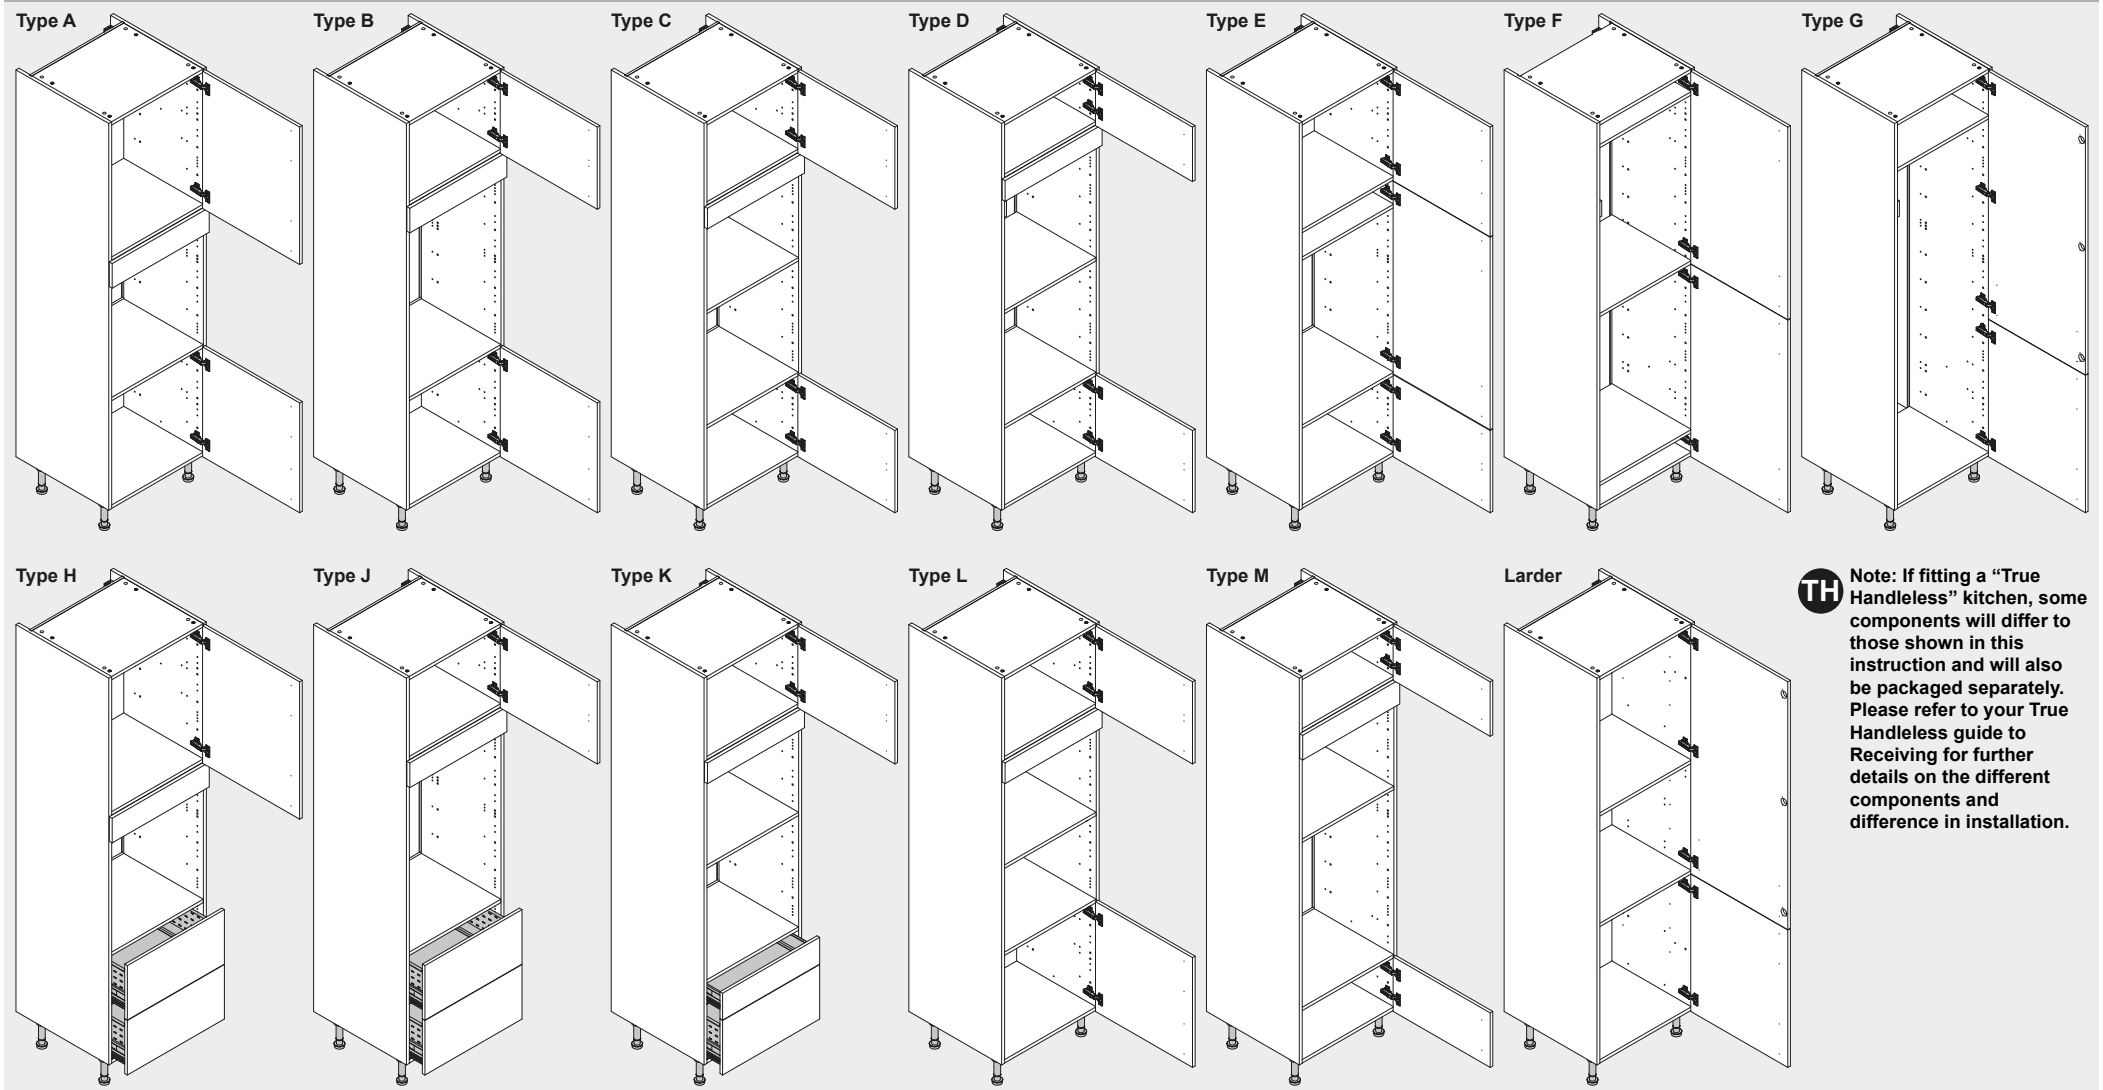 Type A
Type B
Type C
Type D
Type E
Type F
Type G
Type H
Type J
Type K
Type L
Type M
Larder
TH
Note: If fitting a “True
Handleless” kitchen, some
components will differ to
those shown in this
instruction and will also
be packaged separately.
Please refer to your True
Handleless guide to
Receiving for further
details on the different
components and
difference in installation.